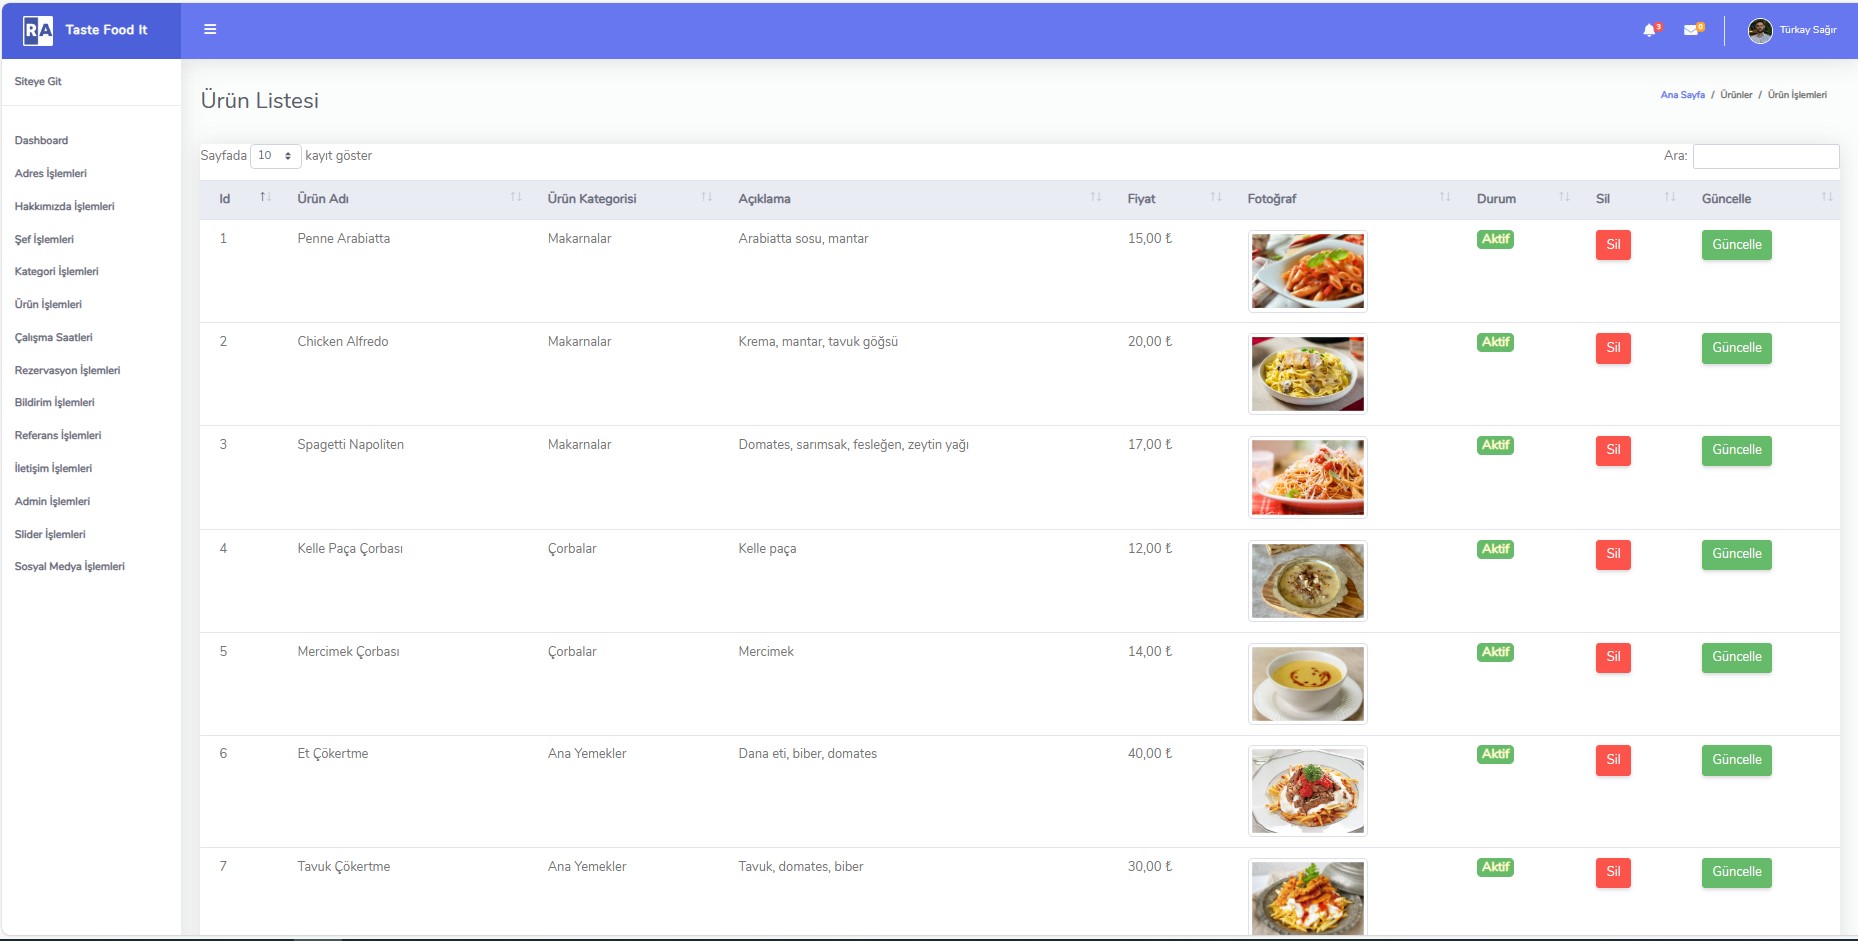 RA Taste Food It
3 0 Türkay Sağır
Siteye Git
Dashboard
Adres İşlemleri
Hakkımızda İşlemleri
Şef İşlemleri
Kategori İşlemleri
Ürün İşlemleri
Çalışma Saatleri
Rezervasyon İşlemleri
Bildirim İşlemleri
Referans İşlemleri
İletişim İşlemleri
Admin İşlemleri
Slider İşlemleri
Sosyal Medya İşlemleri
Ürün Listesi
Ana Sayfa / Ürünler / Ürün İşlemleri
Sayfada 10 kayıt göster
Ara:
Id Ürün Adı Ürün Kategorisi Açıklama Fiyat Fotoğraf Durum Sil Güncelle
1 Penne Arabiatta Makarnalar Arabiatta sosu, mantar 15,00 ₺ Aktif Sil Güncelle
2 Chicken Alfredo Makarnalar Krema, mantar, tavuk göğsü 20,00 ₺ Aktif Sil Güncelle
3 Spagetti Napoliten Makarnalar Domates, sarımsak, fesleğen, zeytin yağı 17,00 ₺ Aktif Sil Güncelle
4 Kelle Paça Çorbası Çorbalar Kelle paça 12,00 ₺ Aktif Sil Güncelle
5 Mercimek Çorbası Çorbalar Mercimek 14,00 ₺ Aktif Sil Güncelle
6 Et Çökertme Ana Yemekler Dana eti, biber, domates 40,00 ₺ Aktif Sil Güncelle
7 Tavuk Çökertme Ana Yemekler Tavuk, domates, biber 30,00 ₺ Aktif Sil Güncelle